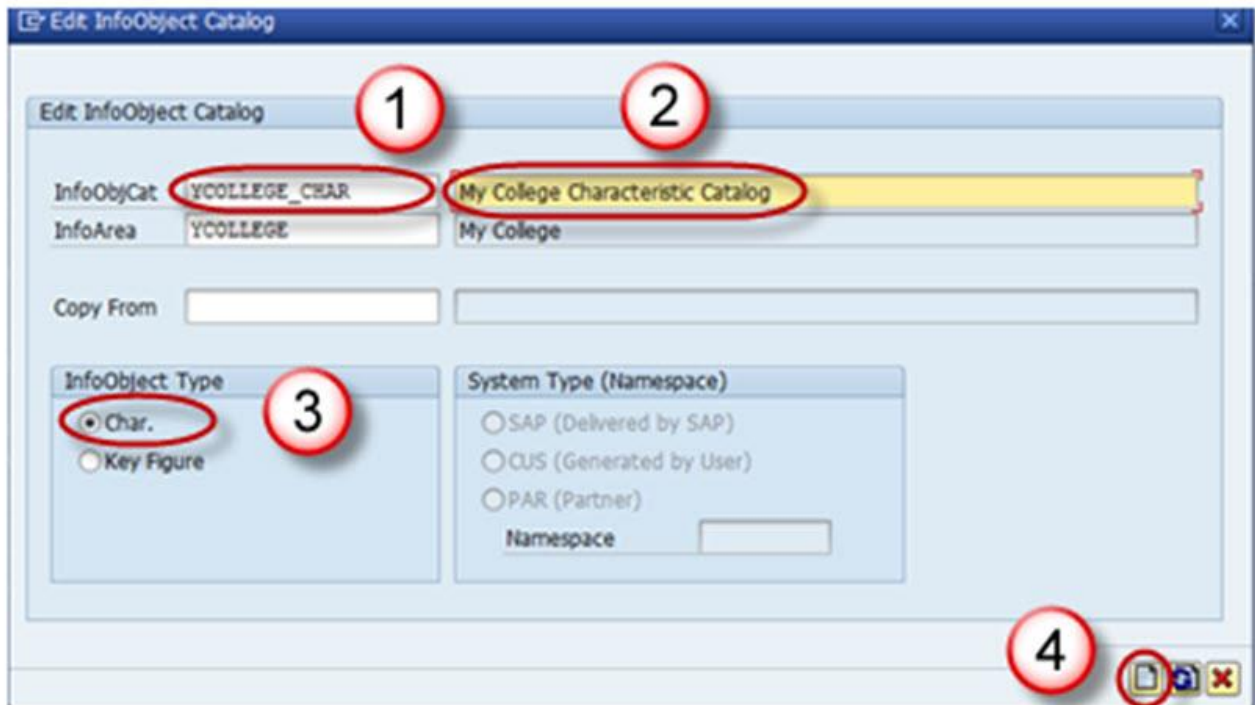 Edit InfoObject Catalog
1
2
Edit InfoObject Catalog
InfoObjCat YCOLLEGE_CHAR My College Characteristic Catalog
InfoArea YCOLLEGE My College
Copy From
InfoObject Type
3
Char.
Key Figure
System Type (Namespace)
SAP (Delivered by SAP)
CUS (Generated by User)
PAR (Partner)
Namespace
4